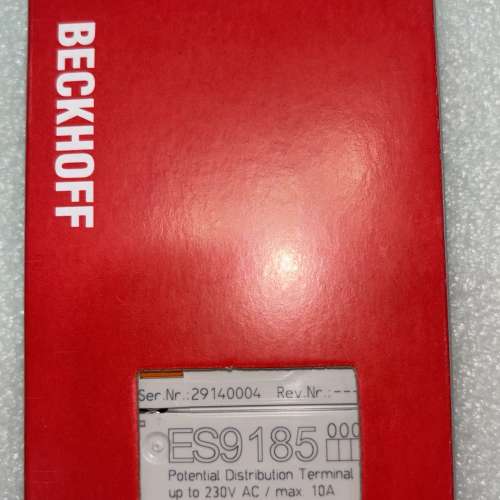 BECKHOFF
Ser.Nr.:29140004 Rev.Nr.:---
ES9185 000
Potential Distribution Terminal
up to 230V AC / max. 10A